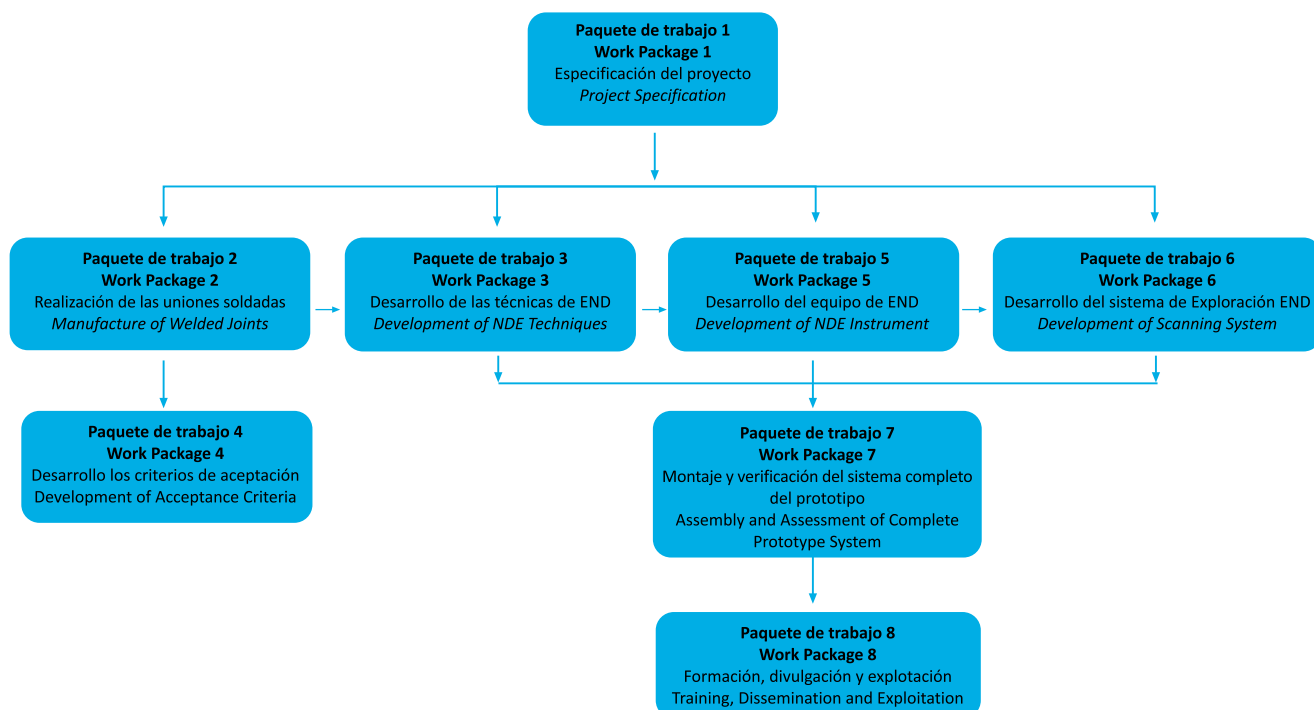 Paquete de trabajo 1
Work Package 1
Especificación del proyecto
Project Specification
Paquete de trabajo 2
Work Package 2
Realización de las uniones soldadas
Manufacture of Welded Joints
Paquete de trabajo 3
Work Package 3
Desarrollo de las técnicas de END
Development of NDE Techniques
Paquete de trabajo 5
Work Package 5
Desarrollo del equipo de END
Development of NDE Instrument
Paquete de trabajo 6
Work Package 6
Desarrollo del sistema de Exploración END
Development of Scanning System
Paquete de trabajo 4
Work Package 4
Desarrollo los criterios de aceptación
Development of Acceptance Criteria
Paquete de trabajo 7
Work Package 7
Montaje y verificación del sistema completo
del prototipo
Assembly and Assessment of Complete
Prototype System
Paquete de trabajo 8
Work Package 8
Formación, divulgación y explotación
Training, Dissemination and Exploitation